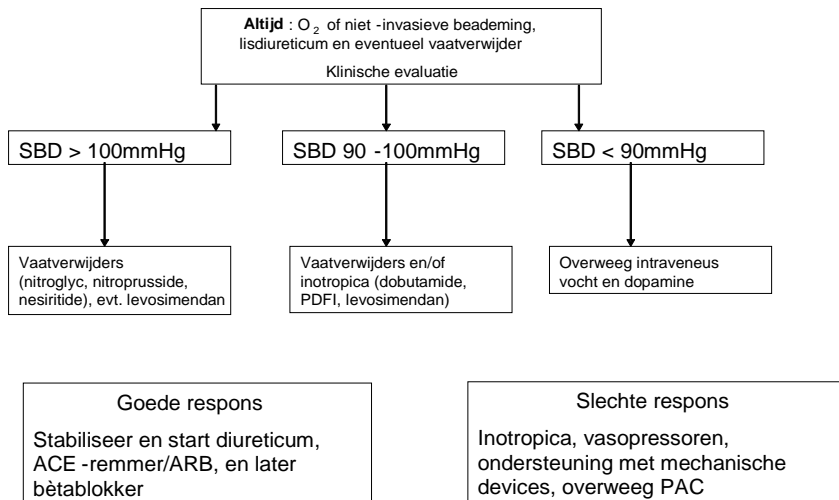 Altijd : O2 of niet -invasieve beademing,
lisdiureticum en eventueel vaatverwijder
Klinische evaluatie
SBD > 100mmHg
SBD 90 -100mmHg
SBD < 90mmHg
Vaatverwijders
(nitroglyc, nitroprusside,
nesiritide), evt. levosimendan
Vaatverwijders en/of
inotropica (dobutamide,
PDFI, levosimendan)
Overweeg intraveneus
vocht en dopamine
Goede respons
Stabiliseer en start diureticum,
ACE -remmer/ARB, en later
bètablokker
Slechte respons
Inotropica, vasopressoren,
ondersteuning met mechanische
devices, overweeg PAC